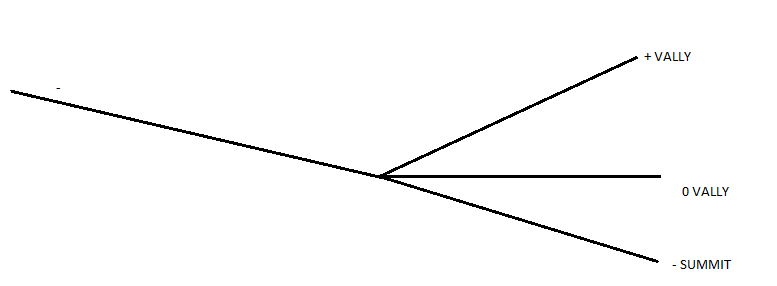 + VALLY
-
0 VALLY
- SUMMIT